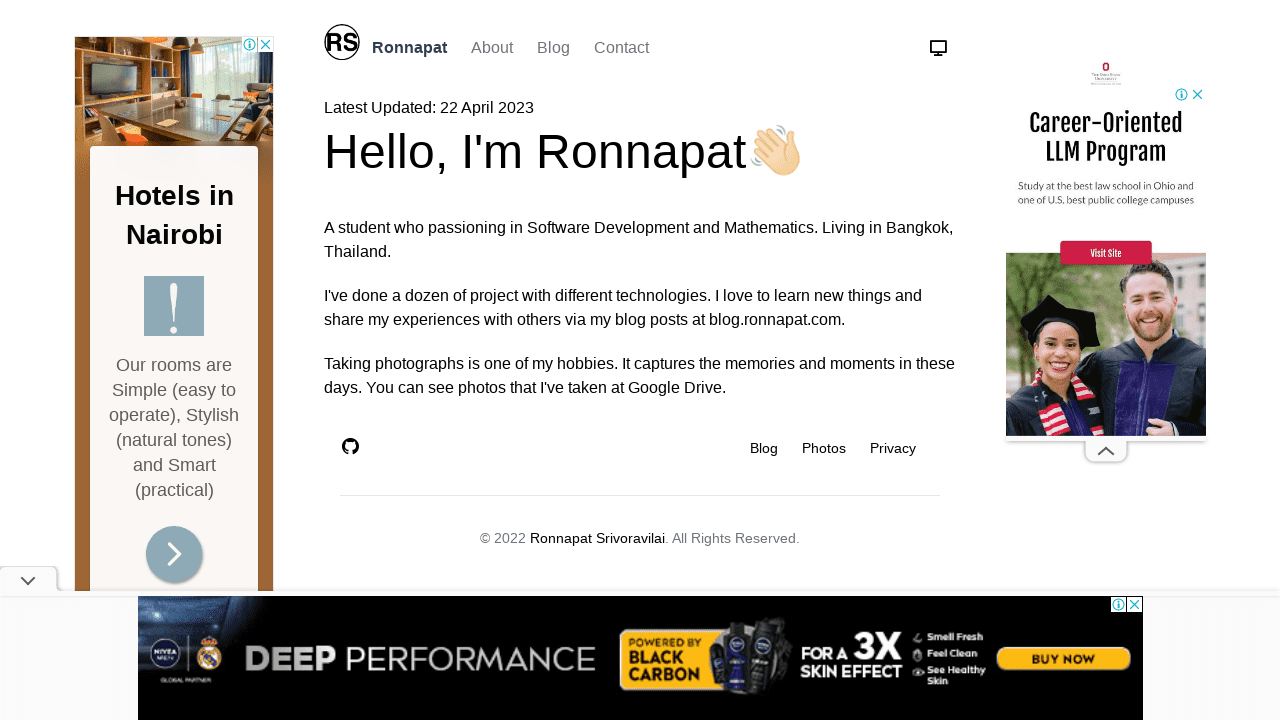 RS
Ronnapat About Blog Contact
Latest Updated: 22 April 2023
Hello, I'm Ronnapat👋🏻
A student who passioning in Software Development and Mathematics. Living in Bangkok,
Thailand.
I've done a dozen of project with different technologies. I love to learn new things and
share my experiences with others via my blog posts at blog.ronnapat.com.
Taking photographs is one of my hobbies. It captures the memories and moments in these
days. You can see photos that I've taken at Google Drive.
Blog Photos Privacy
© 2022 Ronnapat Srivoravilai. All Rights Reserved.
Hotels in
Nairobi
Our rooms are
Simple (easy to
operate), Stylish
(natural tones)
and Smart
(practical)
The Ohio State
University
Career-Oriented
LLM Program
Study at the best law school in Ohio and
one of U.S. best public college campuses
Visit Site
NIVEA
MEN
GLOBAL PARTNER
DEEP PERFORMANCE
POWERED BY
BLACK
CARBON
FOR A 3X
SKIN EFFECT
Smell Fresh
Feel Clean
See Healthy
Skin
BUY NOW